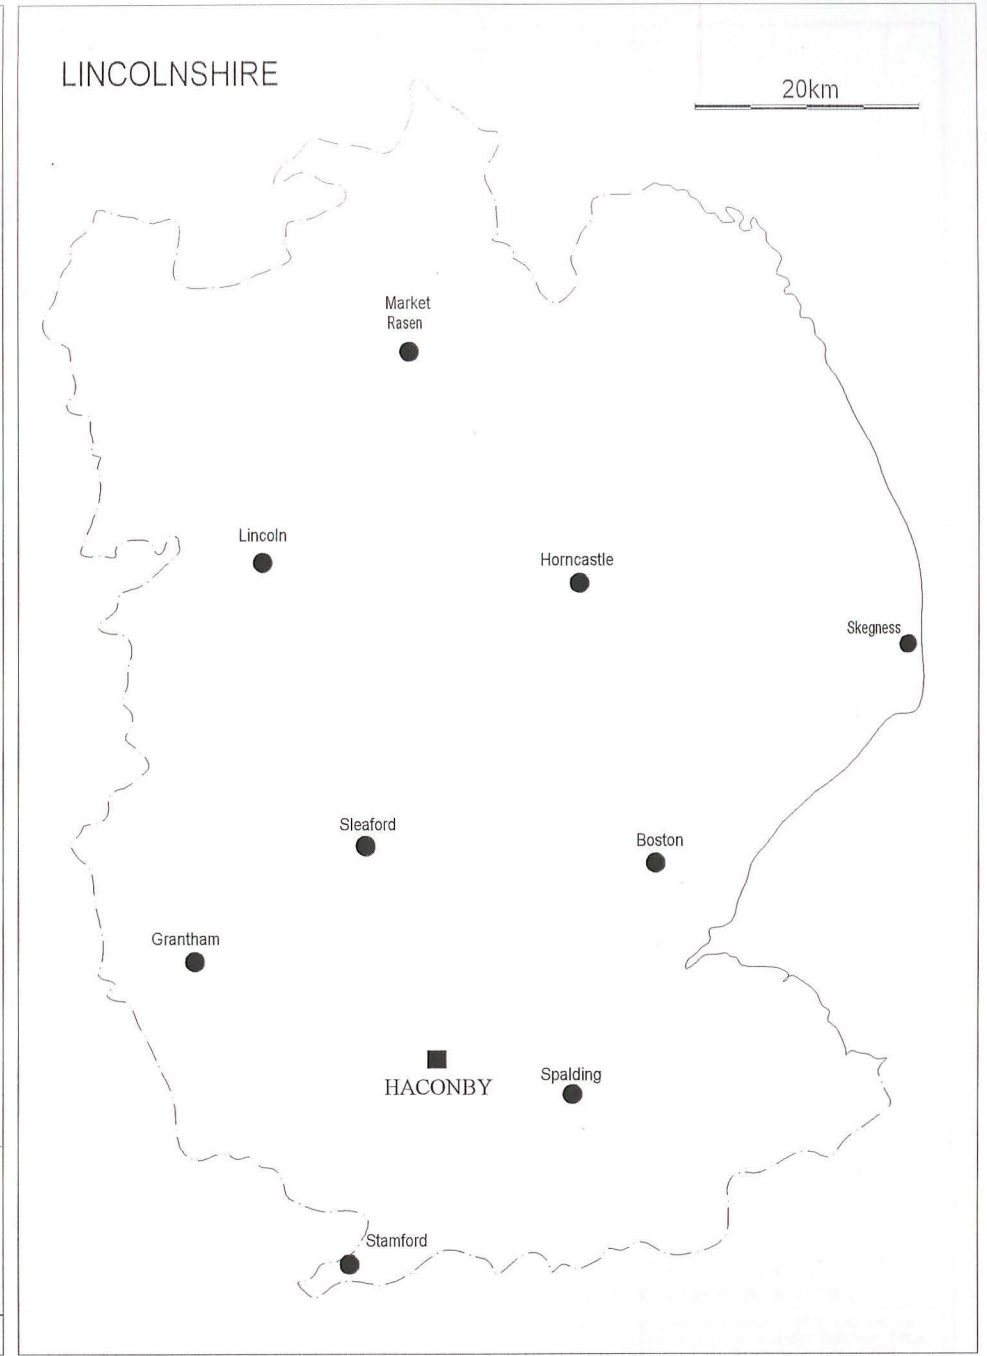 LINCOLNSHIRE
20km
Market
Rasen
Lincoln
Horncastle
Skegness
Sleaford
Boston
Grantham
HACONBY
Spalding
Stamford